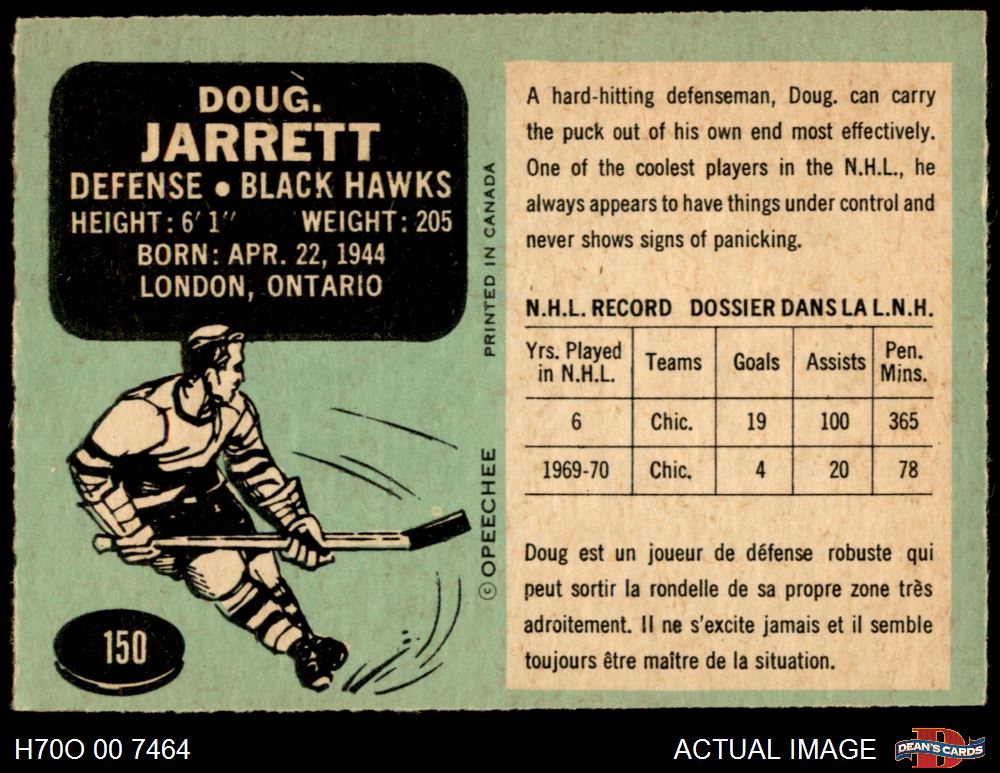 DOUG.
JARRETT
DEFENSE • BLACK HAWKS
HEIGHT: 6' 1" WEIGHT: 205
BORN: APR. 22, 1944
LONDON, ONTARIO
150
PRINTED IN CANADA
© OPEECHEE
A hard-hitting defenseman, Doug. can carry
the puck out of his own end most effectively.
One of the coolest players in the N.H.L., he
always appears to have things under control and
never shows signs of panicking.
N.H.L. RECORD DOSSIER DANS LA L.N.H.
Yrs. Played in N.H.L. Teams Goals Assists Pen. Mins.
6 Chic. 19 100 365
1969-70 Chic. 4 20 78
Doug est un joueur de défense robuste qui
peut sortir la rondelle de sa propre zone très
adroitement. Il ne s'excite jamais et il semble
toujours être maître de la situation.
H70O 00 7464
ACTUAL IMAGE
D
DEAN'S CARDS